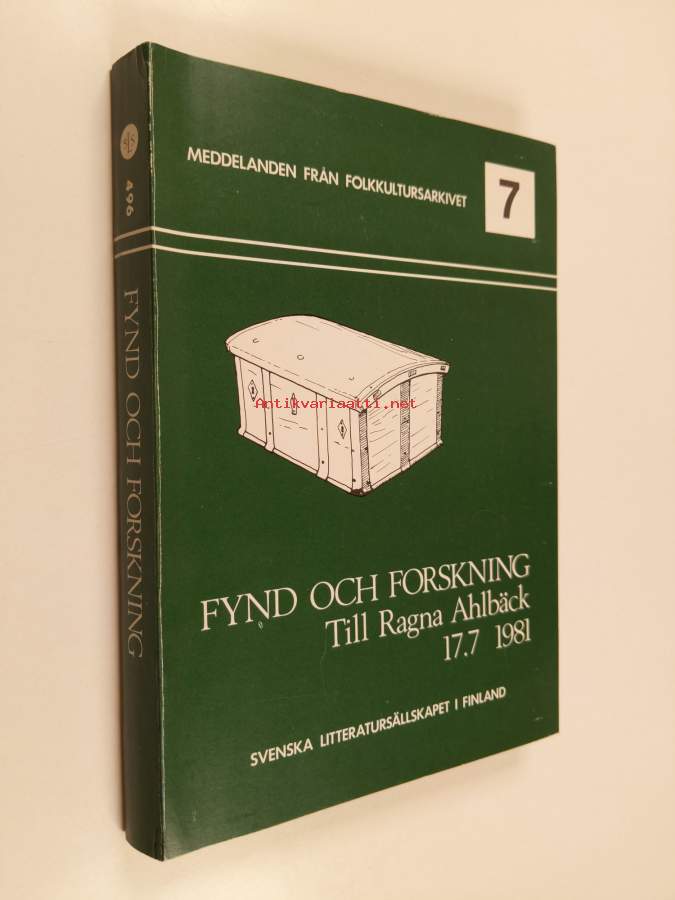 MEDDELANDEN FRÅN FOLKKULTURSARKIVET
7
Antikvariaatti.net
FYND OCH FORSKNING
Till Ragna Ahlbäck
17.7 1981
SVENSKA LITTERATURSÄLLSKAPET I FINLAND
SLS
496
FYND OCH FORSKNING